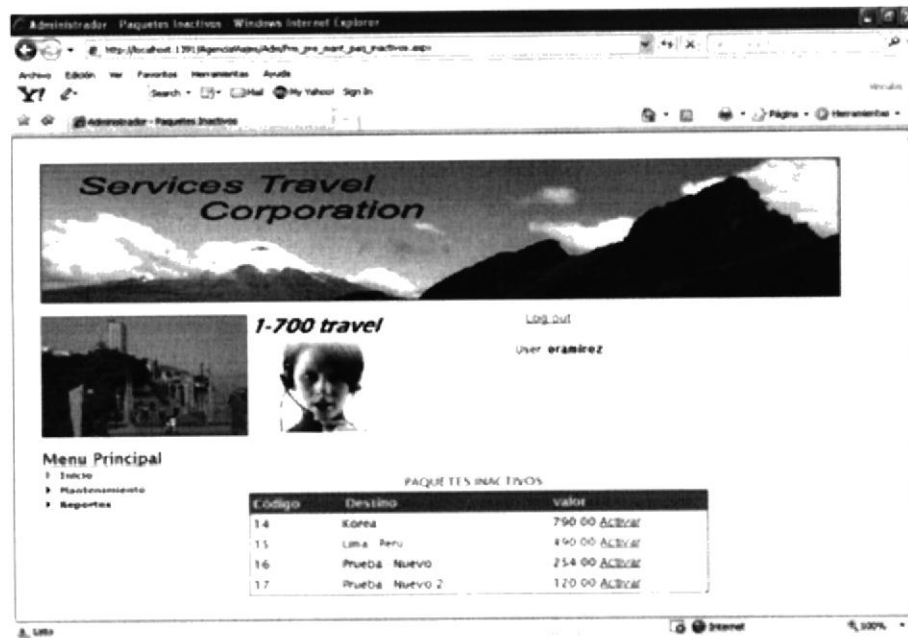 Administrador - Paquetes Inactivos - Windows Internet Explorer
Archivo Edición Ver Favoritos Herramientas Ayuda
Y! Search Mail My Yahoo! Sign In
Vínculos
Administrador - Paquetes Inactivos
Página Herramientas
Services Travel
Corporation
1-700 travel
Log out
User eramirez
Menu Principal
Inicio
Mantenimiento
Reportes
PAQUETES INACTIVOS
Código Destino Valor
14 Korea 790.00 Activar
15 Lima - Peru 490.00 Activar
16 Prueba - Nuevo 254.00 Activar
17 Prueba - Nuevo 2 120.00 Activar
Listo Internet 100%